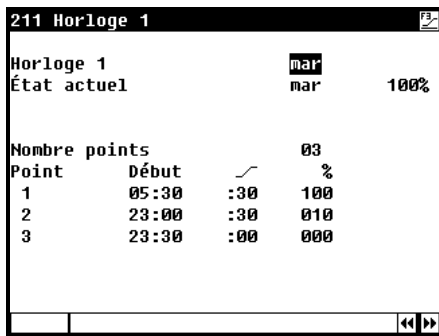 211 Horloge 1 F3
Horloge 1 mar
État actuel mar 100%
Nombre points 03
Point Début %
1 05:30 :30 100
2 23:00 :30 010
3 23:30 :00 000